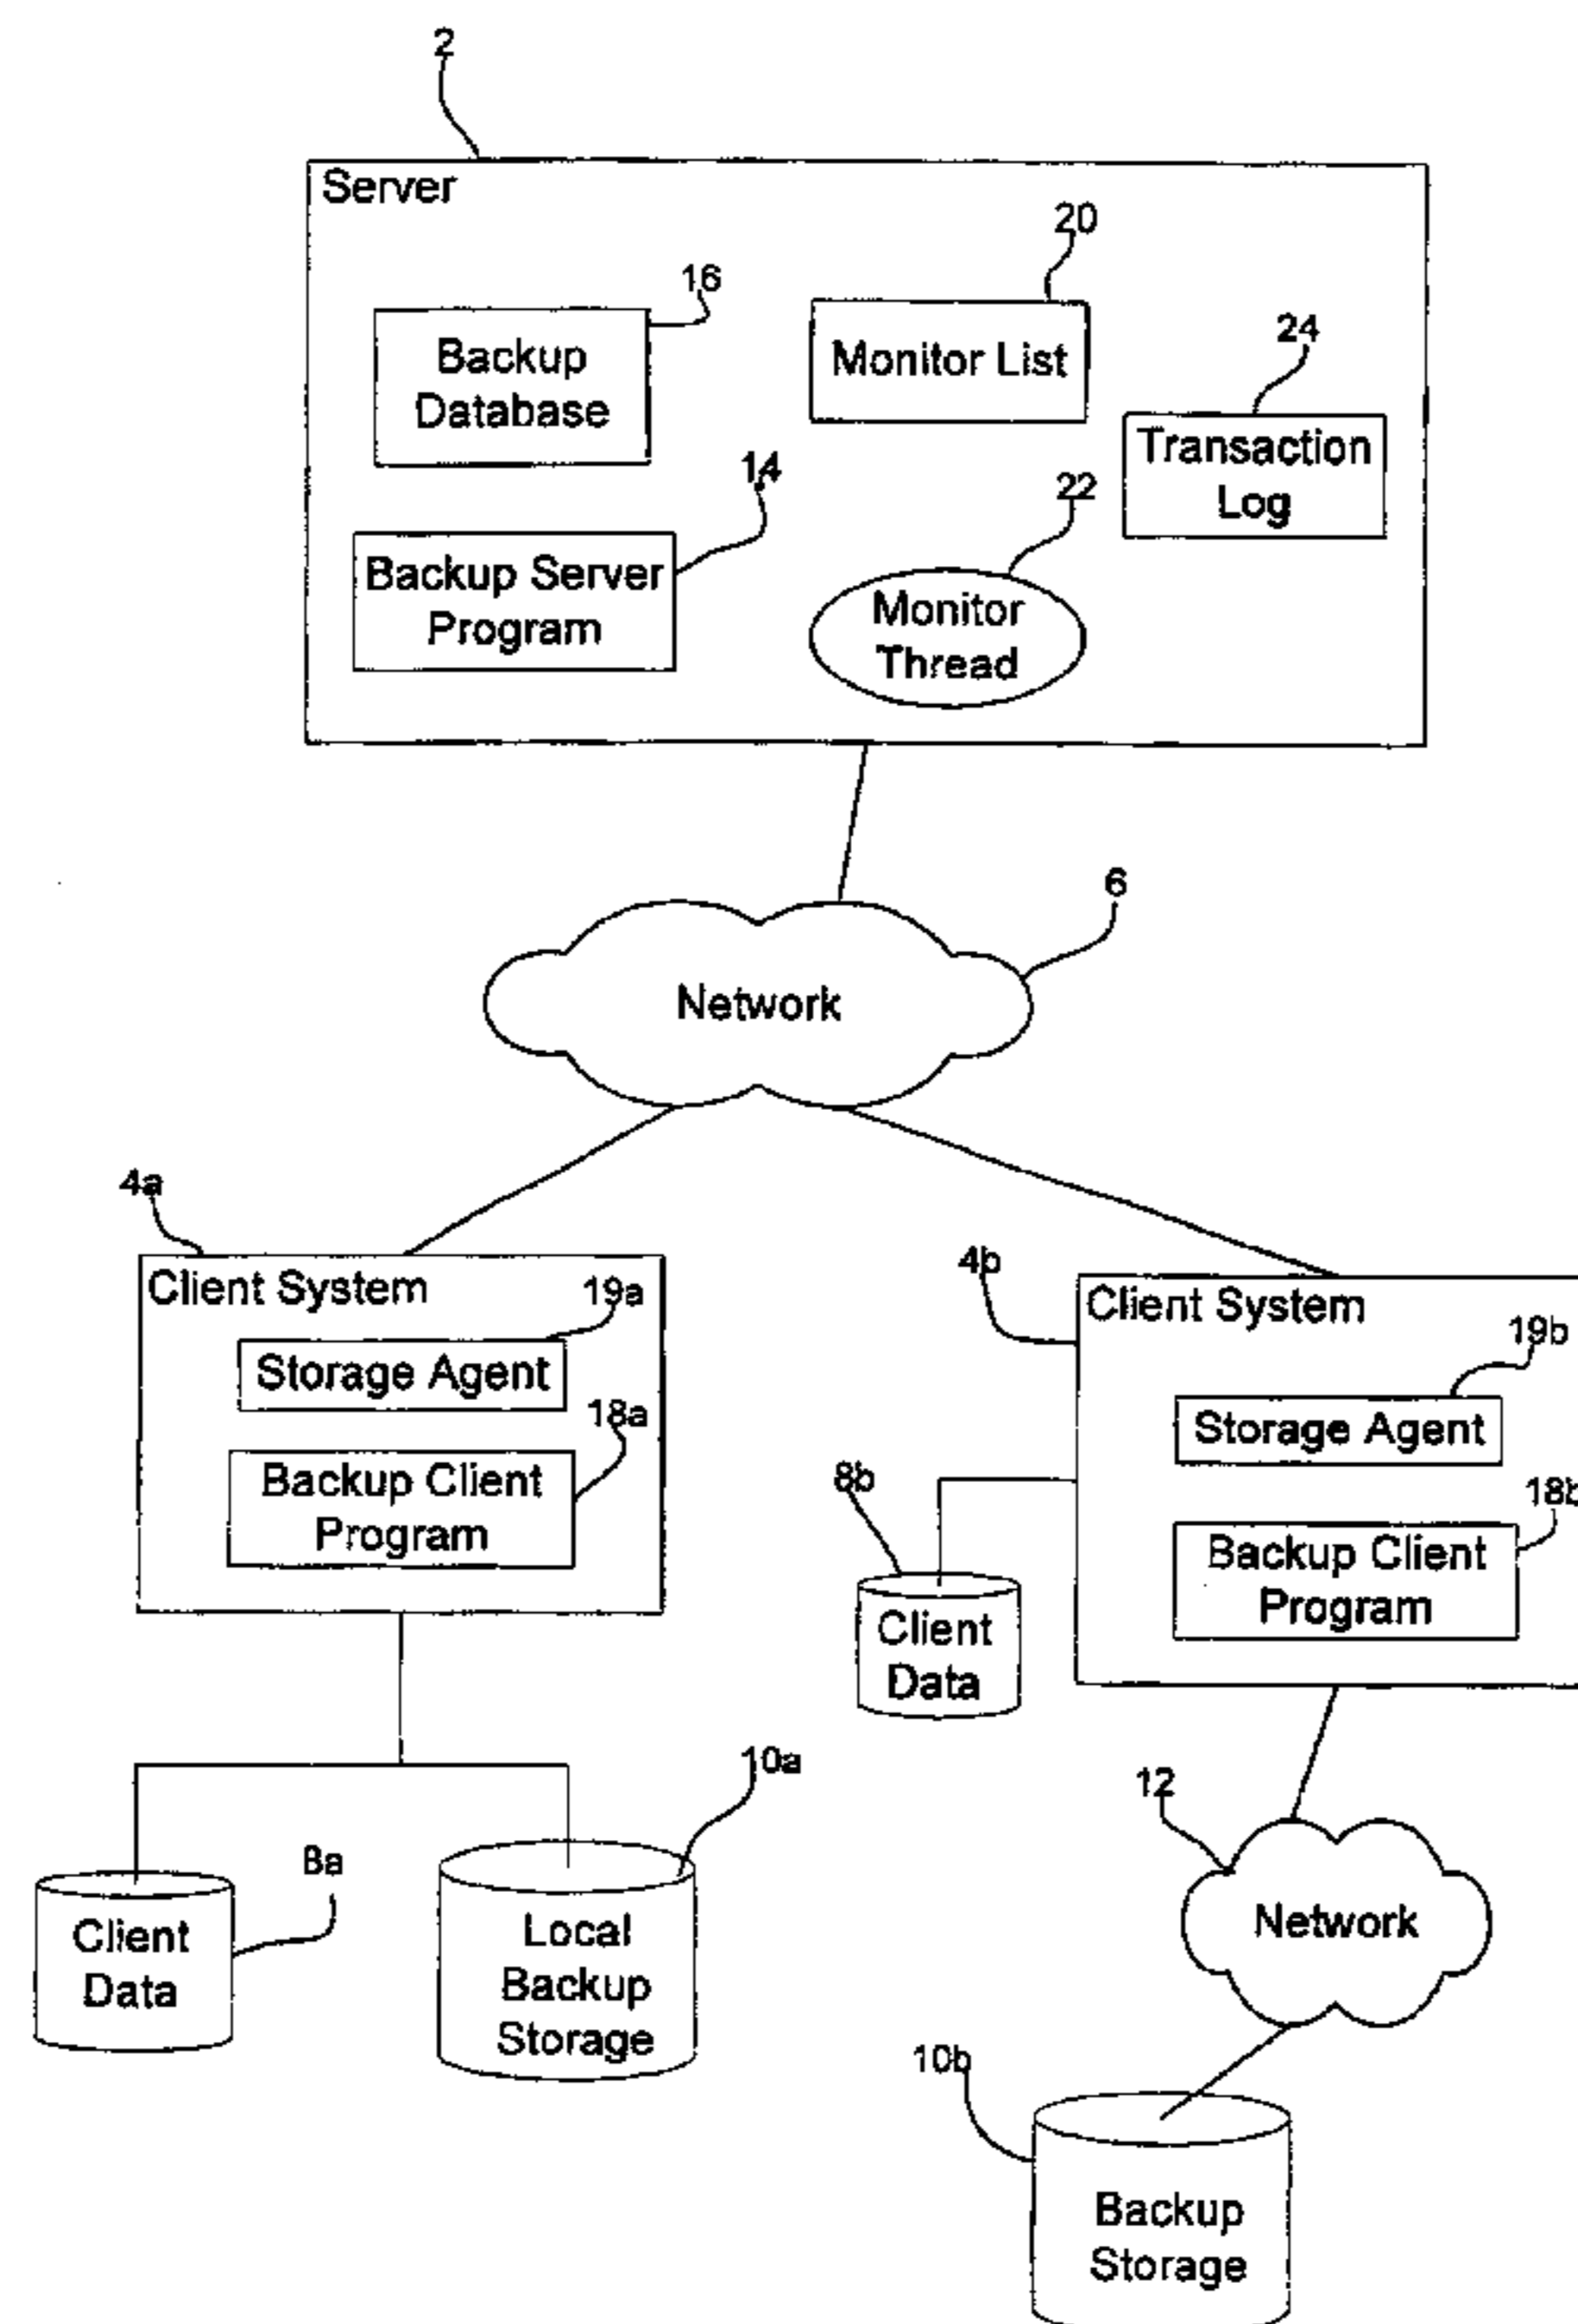 2
Server
20
16
Backup
Database
Monitor List
24
Transaction
Log
14
22
Backup Server
Program
Monitor
Thread
6
Network
4a
Client System
19a
Storage Agent
18a
Backup Client
Program
4b
Client System
19b
Storage Agent
8b
18b
Backup Client
Program
Client
Data
10a
12
8a
Client
Data
Local
Backup
Storage
Network
10b
Backup
Storage